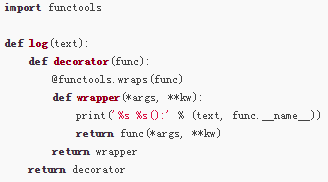 import functools
def log(text):
    def decorator(func):
        @functools.wraps(func)
        def wrapper(*args, **kw):
            print('%s %s():' % (text, func.__name__))
            return func(*args, **kw)
        return wrapper
    return decorator